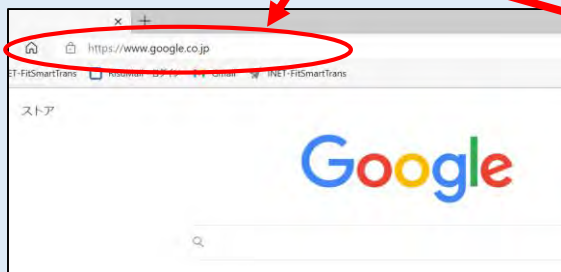 https://www.google.co.jp
ET-FitSmartTrans Gmail INET-FitSmartTrans
ストア
Google